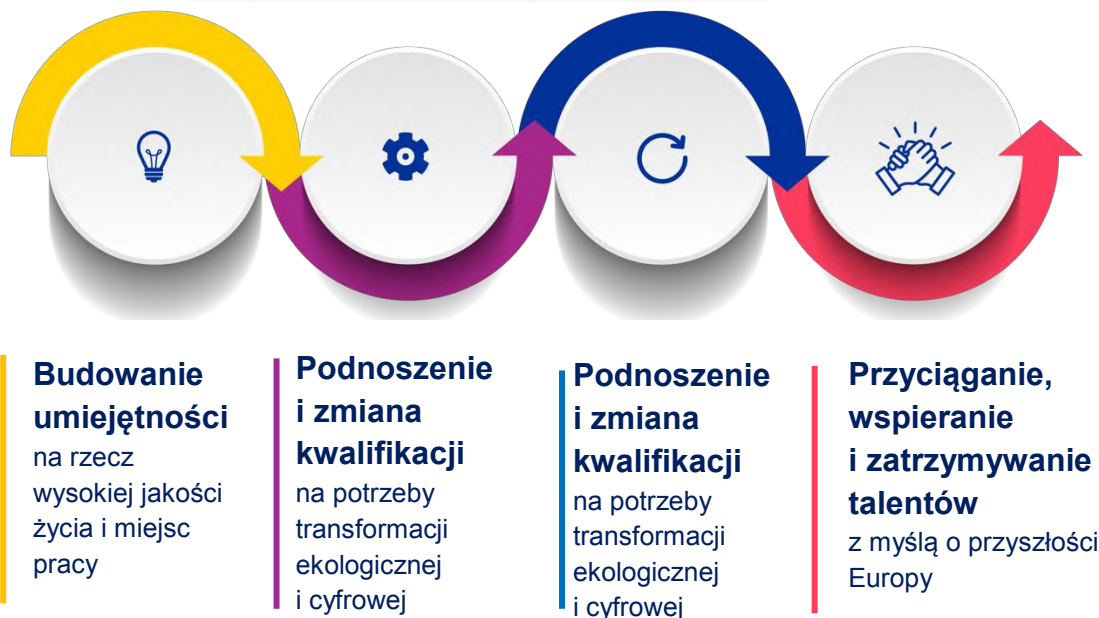 Budowanie
umiejętności
na rzecz
wysokiej jakości
życia i miejsc
pracy
Podnoszenie
i zmiana
kwalifikacji
na potrzeby
transformacji
ekologicznej
i cyfrowej
Podnoszenie
i zmiana
kwalifikacji
na potrzeby
transformacji
ekologicznej
i cyfrowej
Przyciąganie,
wspieranie
i zatrzymywanie
talentów
z myślą o przyszłości
Europy